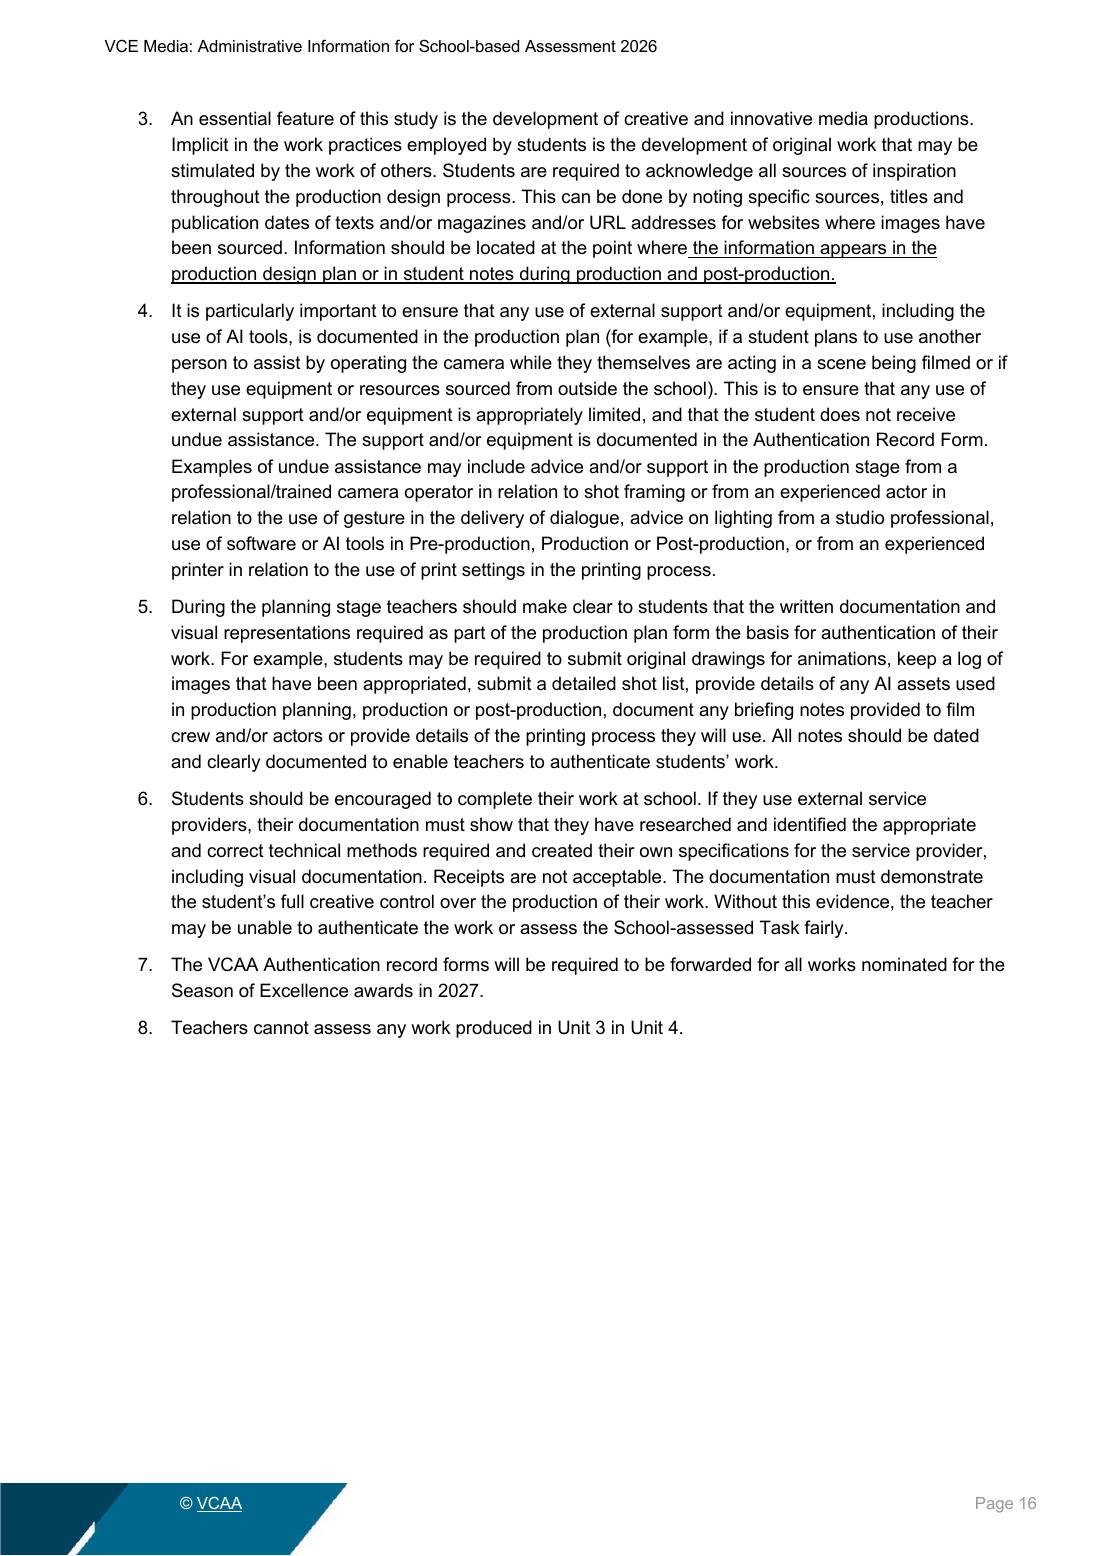 VCE Media: Administrative Information for School-based Assessment 2026
3. An essential feature of this study is the development of creative and innovative media productions.
Implicit in the work practices employed by students is the development of original work that may be
stimulated by the work of others. Students are required to acknowledge all sources of inspiration
throughout the production design process. This can be done by noting specific sources, titles and
publication dates of texts and/or magazines and/or URL addresses for websites where images have
been sourced. Information should be located at the point where the information appears in the
production design plan or in student notes during production and post-production.
4. It is particularly important to ensure that any use of external support and/or equipment, including the
use of AI tools, is documented in the production plan (for example, if a student plans to use another
person to assist by operating the camera while they themselves are acting in a scene being filmed or if
they use equipment or resources sourced from outside the school). This is to ensure that any use of
external support and/or equipment is appropriately limited, and that the student does not receive
undue assistance. The support and/or equipment is documented in the Authentication Record Form.
Examples of undue assistance may include advice and/or support in the production stage from a
professional/trained camera operator in relation to shot framing or from an experienced actor in
relation to the use of gesture in the delivery of dialogue, advice on lighting from a studio professional,
use of software or AI tools in Pre-production, Production or Post-production, or from an experienced
printer in relation to the use of print settings in the printing process.
5. During the planning stage teachers should make clear to students that the written documentation and
visual representations required as part of the production plan form the basis for authentication of their
work. For example, students may be required to submit original drawings for animations, keep a log of
images that have been appropriated, submit a detailed shot list, provide details of any AI assets used
in production planning, production or post-production, document any briefing notes provided to film
crew and/or actors or provide details of the printing process they will use. All notes should be dated
and clearly documented to enable teachers to authenticate students’ work.
6. Students should be encouraged to complete their work at school. If they use external service
providers, their documentation must show that they have researched and identified the appropriate
and correct technical methods required and created their own specifications for the service provider,
including visual documentation. Receipts are not acceptable. The documentation must demonstrate
the student’s full creative control over the production of their work. Without this evidence, the teacher
may be unable to authenticate the work or assess the School-assessed Task fairly.
7. The VCAA Authentication record forms will be required to be forwarded for all works nominated for the
Season of Excellence awards in 2027.
8. Teachers cannot assess any work produced in Unit 3 in Unit 4.
© VCAA
Page 16